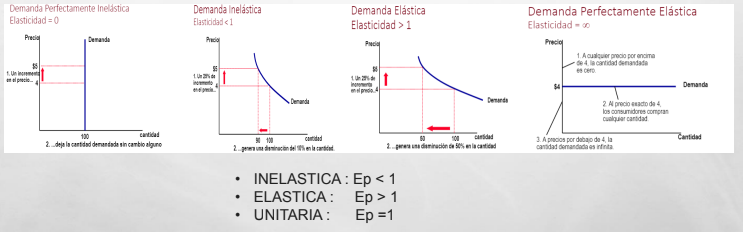 Demanda Perfectamente Inelástica
Elasticidad = 0
Precio
Demanda
$5
1. Un incremento
en el precio...
4
100
cantidad
2. ...deja la cantidad demandada sin cambio alguno
Demanda Inelástica
Elasticidad < 1
Precio
$5
1. Un 25% de
incremento
en el precio...
4
Demanda
90 100
cantidad
2. ...genera una disminución del 10% en la cantidad.
Demanda Elástica
Elasticidad > 1
Precio
$5
1. Un 25% de
incremento
en el precio...
4
Demanda
50 100
cantidad
2. ...genera una disminución de 50% en la cantidad.
Demanda Perfectamente Elástica
Elasticidad = ∞
Precio
1. A cualquier precio por encima
de 4, la cantidad demandada
es cero.
$4
Demanda
2. Al precio exacto de 4,
los consumidores compran
cualquier cantidad.
3. A precios por debajo de 4, la
cantidad demandada es infinita
Cantidad
• INELASTICA : Ep < 1
• ELASTICA : Ep > 1
• UNITARIA : Ep =1